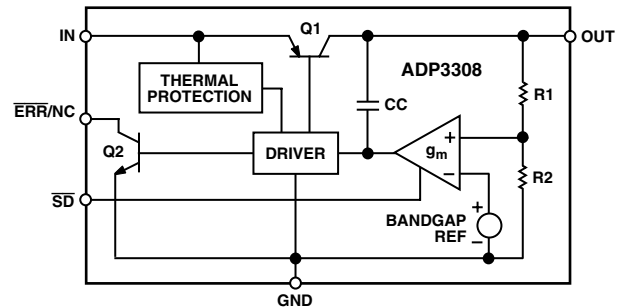 IN
Q1
OUT
THERMAL
PROTECTION
ADP3308
R1
CC
ERR/NC
Q2
DRIVER
gm
+
−
R2
SD
BANDGAP
REF
+
−
GND